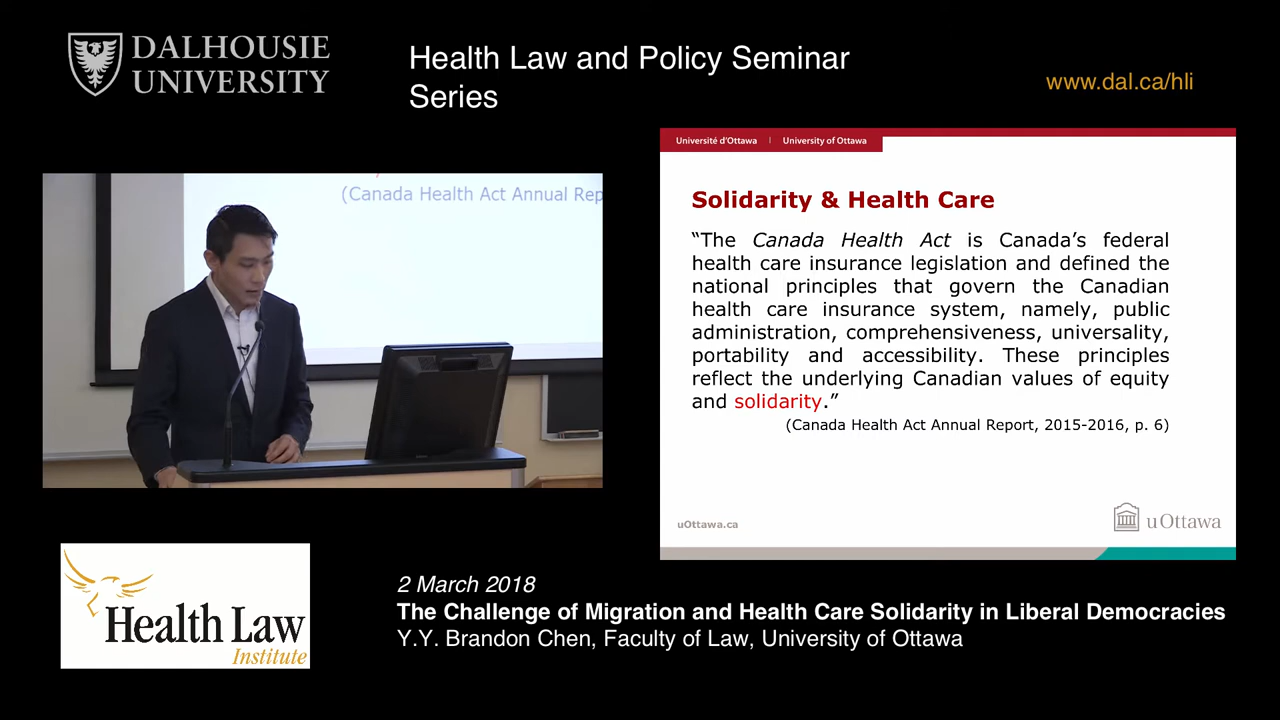 DALHOUSIE
UNIVERSITY
Health Law and Policy Seminar
Series
www.dal.ca/hli
(Canada Health Act Annual Rep
Université d'Ottawa | University of Ottawa
Solidarity & Health Care
“The Canada Health Act is Canada’s federal
health care insurance legislation and defined the
national principles that govern the Canadian
health care insurance system, namely, public
administration, comprehensiveness, universality,
portability and accessibility. These principles
reflect the underlying Canadian values of equity
and solidarity.”
(Canada Health Act Annual Report, 2015-2016, p. 6)
uOttawa.ca
uOttawa
Health Law
Institute
2 March 2018
The Challenge of Migration and Health Care Solidarity in Liberal Democracies
Y.Y. Brandon Chen, Faculty of Law, University of Ottawa